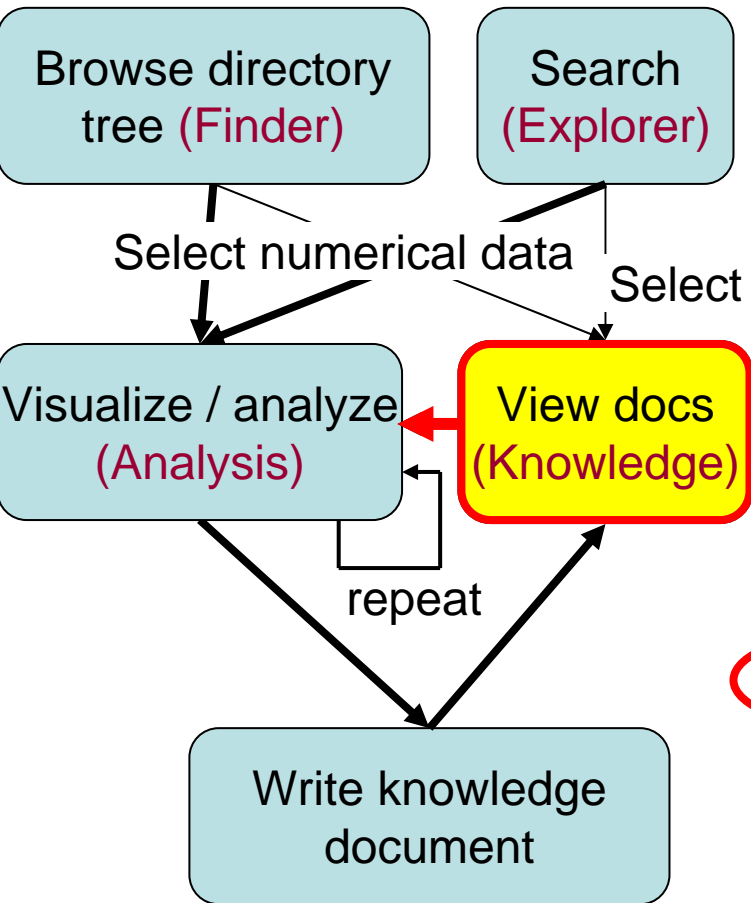 Browse directory
tree (Finder)
Search
(Explorer)
Select numerical data
Select
Visualize / analyze
(Analysis)
View docs
(Knowledge)
repeat
Write knowledge
document